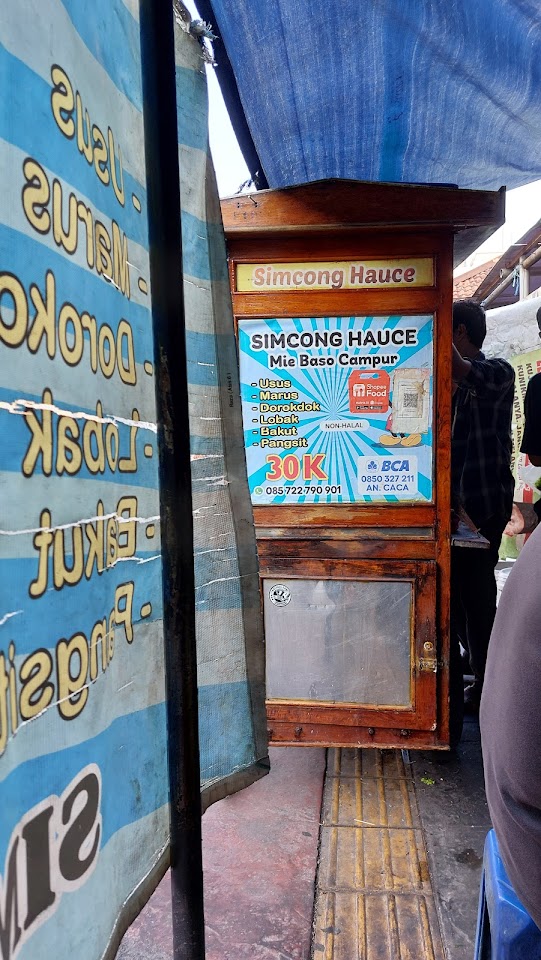 Simcong Hauce
SIMCONG HAUCE
Mie Baso Campur
- Usus
- Marus
- Dorokdok
- Lobak
- Bakut
- Pangsit
Shopee
Food
NON-HALAL
30K
085 722 790 901
BCA
0850 327 211
AN. CACA
- Usus
- Marus
- Doroko
- Lobak
- Bakut
- Pangsit
SIM